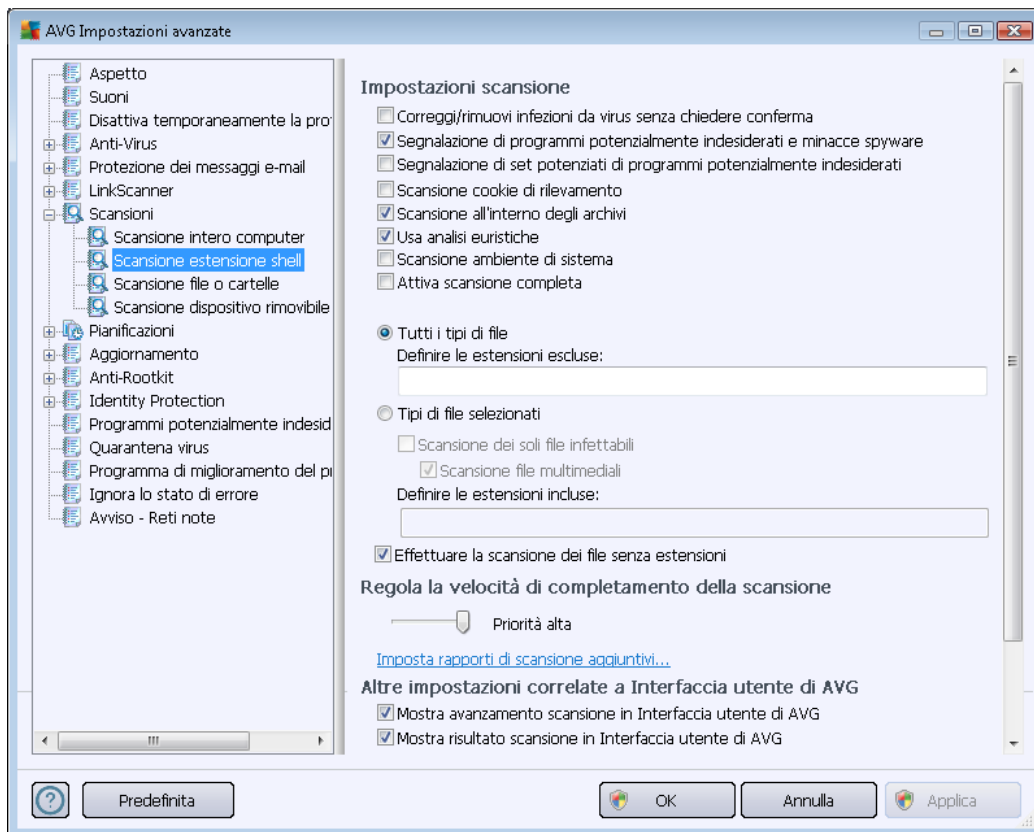 AVG Impostazioni avanzate
Aspetto
Suoni
Disattiva temporaneamente la pro
Anti-Virus
Protezione dei messaggi e-mail
LinkScanner
Scansioni
Scansione intero computer
Scansione estensione shell
Scansione file o cartelle
Scansione dispositivo rimovibile
Pianificazioni
Aggiornamento
Anti-Rootkit
Identity Protection
Programmi potenzialmente indesid
Quarantena virus
Programma di miglioramento del pr
Ignora lo stato di errore
Avviso - Reti note
Impostazioni scansione
Correggi/rimuovi infezioni da virus senza chiedere conferma
Segnalazione di programmi potenzialmente indesiderati e minacce spyware
Segnalazione di set potenziati di programmi potenzialmente indesiderati
Scansione cookie di rilevamento
Scansione all'interno degli archivi
Usa analisi euristiche
Scansione ambiente di sistema
Attiva scansione completa
Tutti i tipi di file
Definire le estensioni escluse:
Tipi di file selezionati
Scansione dei soli file infettabili
Scansione file multimediali
Definire le estensioni incluse:
Effettuare la scansione dei file senza estensioni
Regola la velocità di completamento della scansione
Priorità alta
Imposta rapporti di scansione aggiuntivi...
Altre impostazioni correlate a Interfaccia utente di AVG
Mostra avanzamento scansione in Interfaccia utente di AVG
Mostra risultato scansione in Interfaccia utente di AVG
? Predefinita OK Annulla Applica